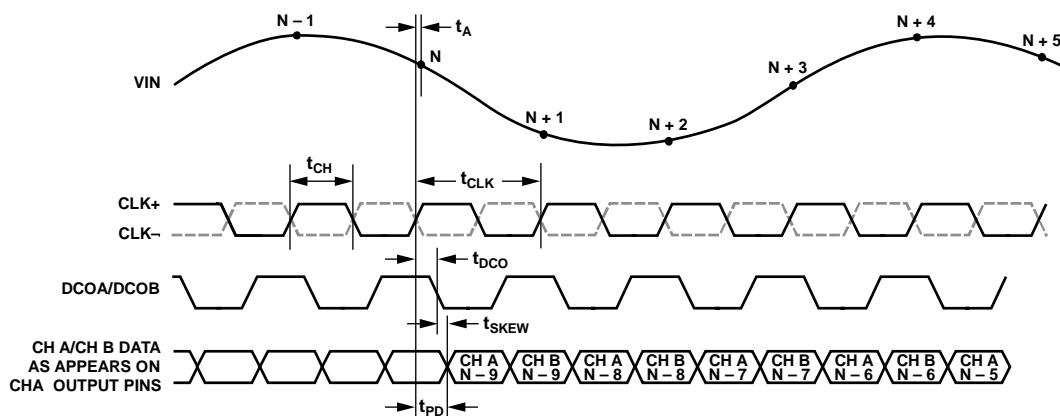 N – 1
tA
N + 4
N + 5
N
VIN
N + 3
N + 1
N + 2
tCH
tCLK
CLK+
CLK¬
tDCO
DCOA/DCOB
tSKEW
CH A/CH B DATA
AS APPEARS ON
CHA OUTPUT PINS
CH A
N – 9
CH B
N – 9
CH A
N – 8
CH B
N – 8
CH A
N – 7
CH B
N – 7
CH A
N – 6
CH B
N – 6
CH A
N – 5
tPD